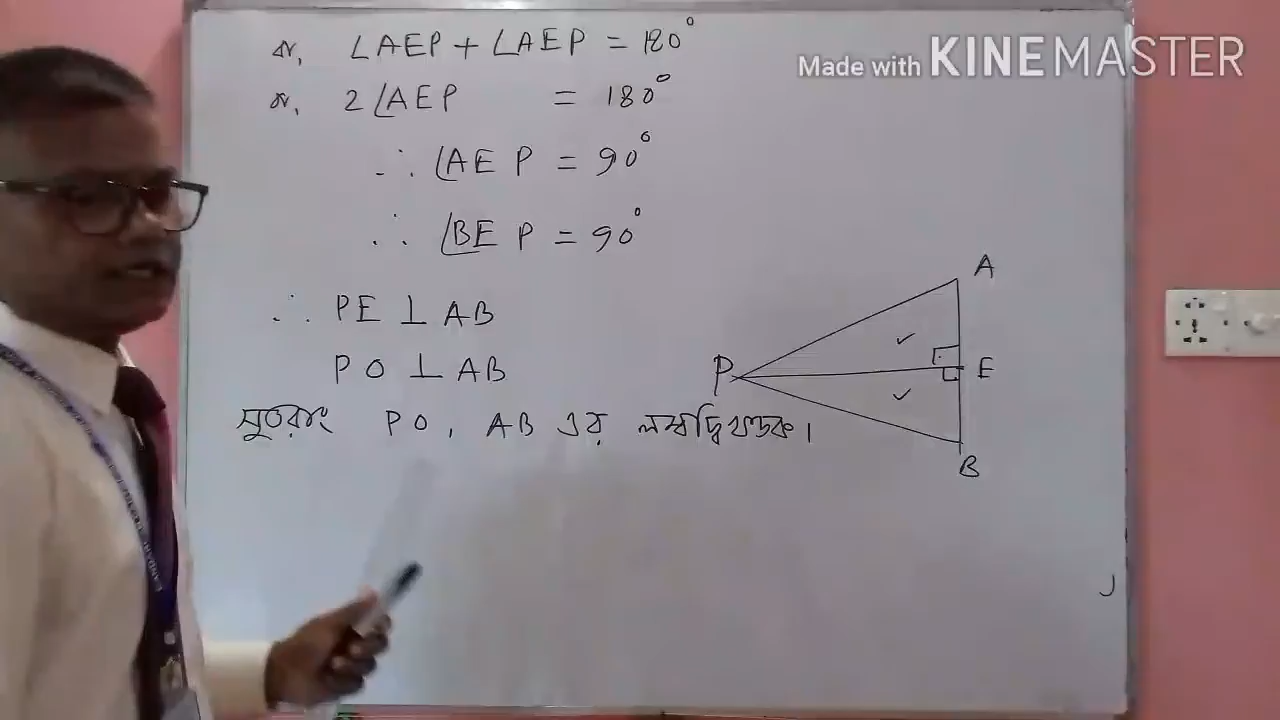 Made with KINEMASTER
বা, ∠AEP + ∠AEP = 180°
বা, 2∠AEP = 180°
∴ ∠AEP = 90°
∴ ∠BEP = 90°
∴ PE ⊥ AB
PO ⊥ AB
সুতরাং PO, AB এর লম্বদ্বিখন্ডক।
A
P
E
B